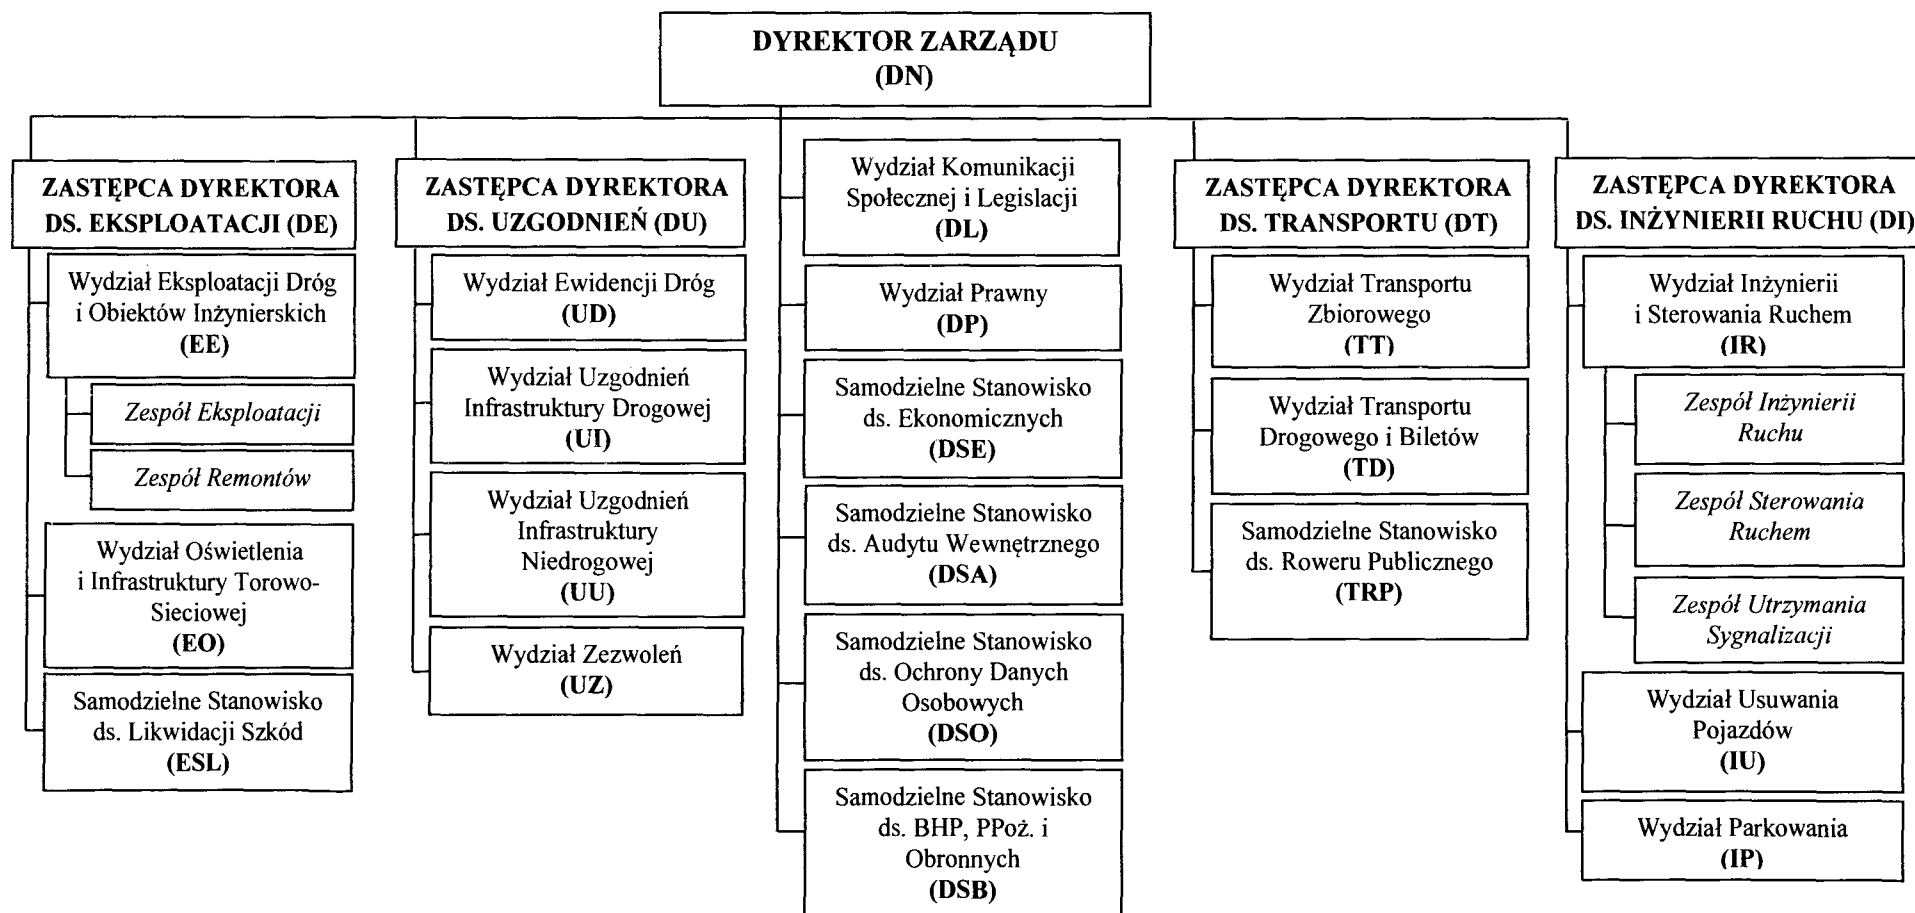 DYREKTOR ZARZĄDU
(DN)
ZASTĘPCA DYREKTORA
DS. EKSPLOATACJI (DE)
Wydział Eksploatacji Dróg
i Obiektów Inżynierskich
(EE)
Zespół Eksploatacji
Zespół Remontów
Wydział Oświetlenia
i Infrastruktury Torowo-
Sieciowej
(EO)
Samodzielne Stanowisko
ds. Likwidacji Szkód
(ESL)
ZASTĘPCA DYREKTORA
DS. UZGODNIEŃ (DU)
Wydział Ewidencji Dróg
(UD)
Wydział Uzgodnień
Infrastruktury Drogowej
(UI)
Wydział Uzgodnień
Infrastruktury
Niedrogowej
(UU)
Wydział Zezwoleń
(UZ)
Wydział Komunikacji
Społecznej i Legislacji
(DL)
Wydział Prawny
(DP)
Samodzielne Stanowisko
ds. Ekonomicznych
(DSE)
Samodzielne Stanowisko
ds. Audytu Wewnętrznego
(DSA)
Samodzielne Stanowisko
ds. Ochrony Danych
Osobowych
(DSO)
Samodzielne Stanowisko
ds. BHP, PPoż. i
Obronnych
(DSB)
ZASTĘPCA DYREKTORA
DS. TRANSPORTU (DT)
Wydział Transportu
Zbiorowego
(TT)
Wydział Transportu
Drogowego i Biletów
(TD)
Samodzielne Stanowisko
ds. Roweru Publicznego
(TRP)
ZASTĘPCA DYREKTORA
DS. INŻYNIERII RUCHU (DI)
Wydział Inżynierii
i Sterowania Ruchem
(IR)
Zespół Inżynierii
Ruchu
Zespół Sterowania
Ruchem
Zespół Utrzymania
Sygnalizacji
Wydział Usuwania
Pojazdów
(IU)
Wydział Parkowania
(IP)